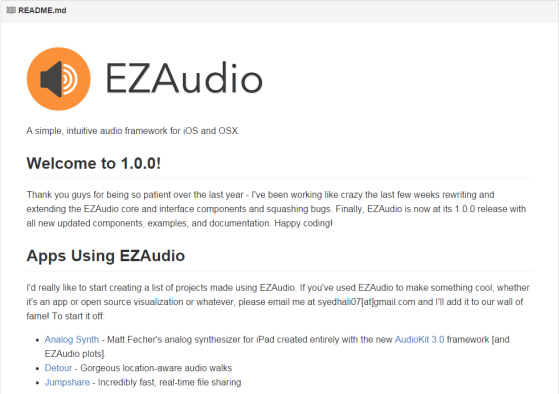 README.md
EZAudio
A simple, intuitive audio framework for iOS and OSX.
Welcome to 1.0.0!
Thank you guys for being so patient over the last year - I've been working like crazy the last few weeks rewriting and
extending the EZAudio core and interface components and squashing bugs. Finally, EZAudio is now at its 1.0.0 release with
all new updated components, examples, and documentation. Happy coding!
Apps Using EZAudio
I'd really like to start creating a list of projects made using EZAudio. If you've used EZAudio to make something cool, whether
it's an app or open source visualization or whatever, please email me at syedhali07[at]gmail.com and I'll add it to our wall of
fame! To start it off:
• Analog Synth - Matt Fecher's analog synthesizer for iPad created entirely with the new AudioKit 3.0 framework [and
EZAudio plots].
• Detour - Gorgeous location-aware audio walks
• Jumpshare - Incredibly fast, real-time file sharing